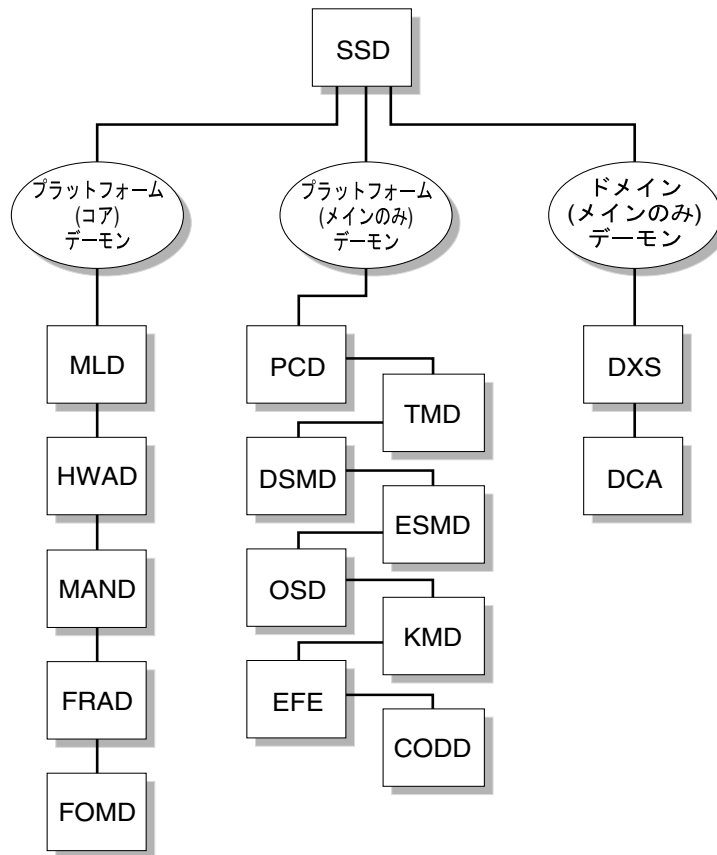 SSD
プラットフォーム
(コア)
デーモン
プラットフォーム
(メインのみ)
デーモン
ドメイン
(メインのみ)
デーモン
MLD
HWAD
MAND
FRAD
FOMD
PCD
TMD
DSMD
ESMD
OSD
KMD
EFE
CODD
DXS
DCA